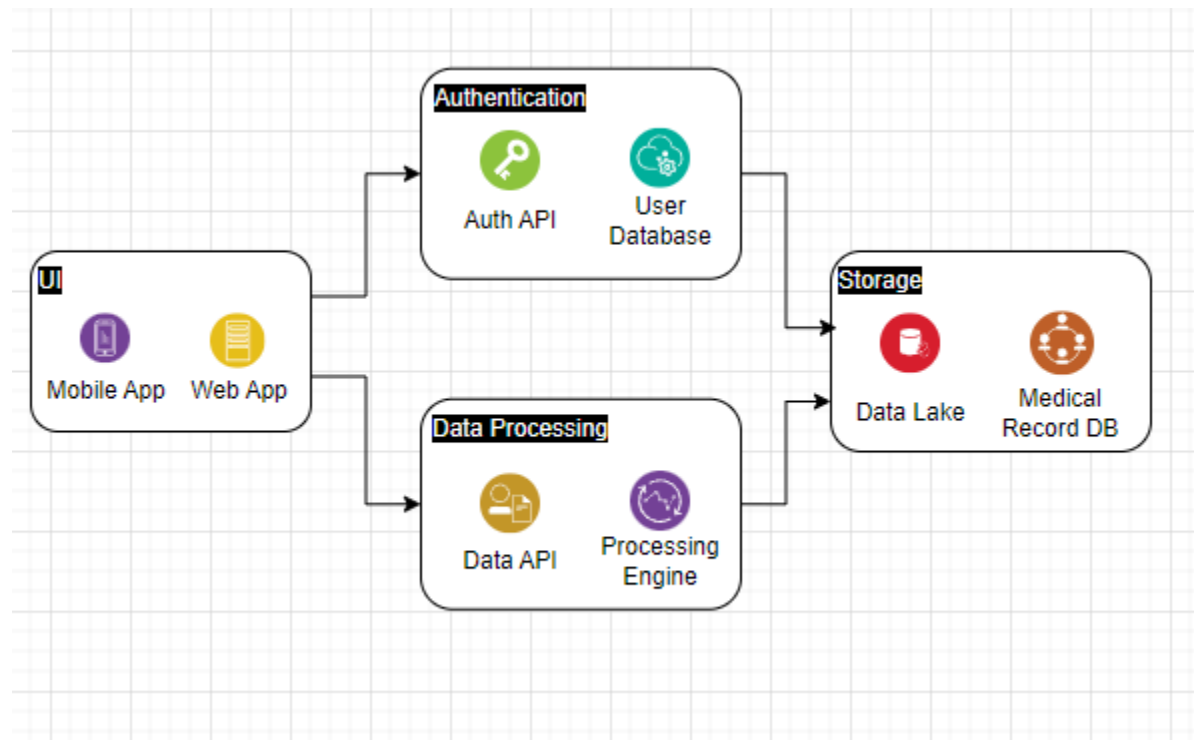 Authentication
Auth API
User
Database
UI
Mobile App
Web App
Data Processing
Data API
Processing
Engine
Storage
Data Lake
Medical
Record DB